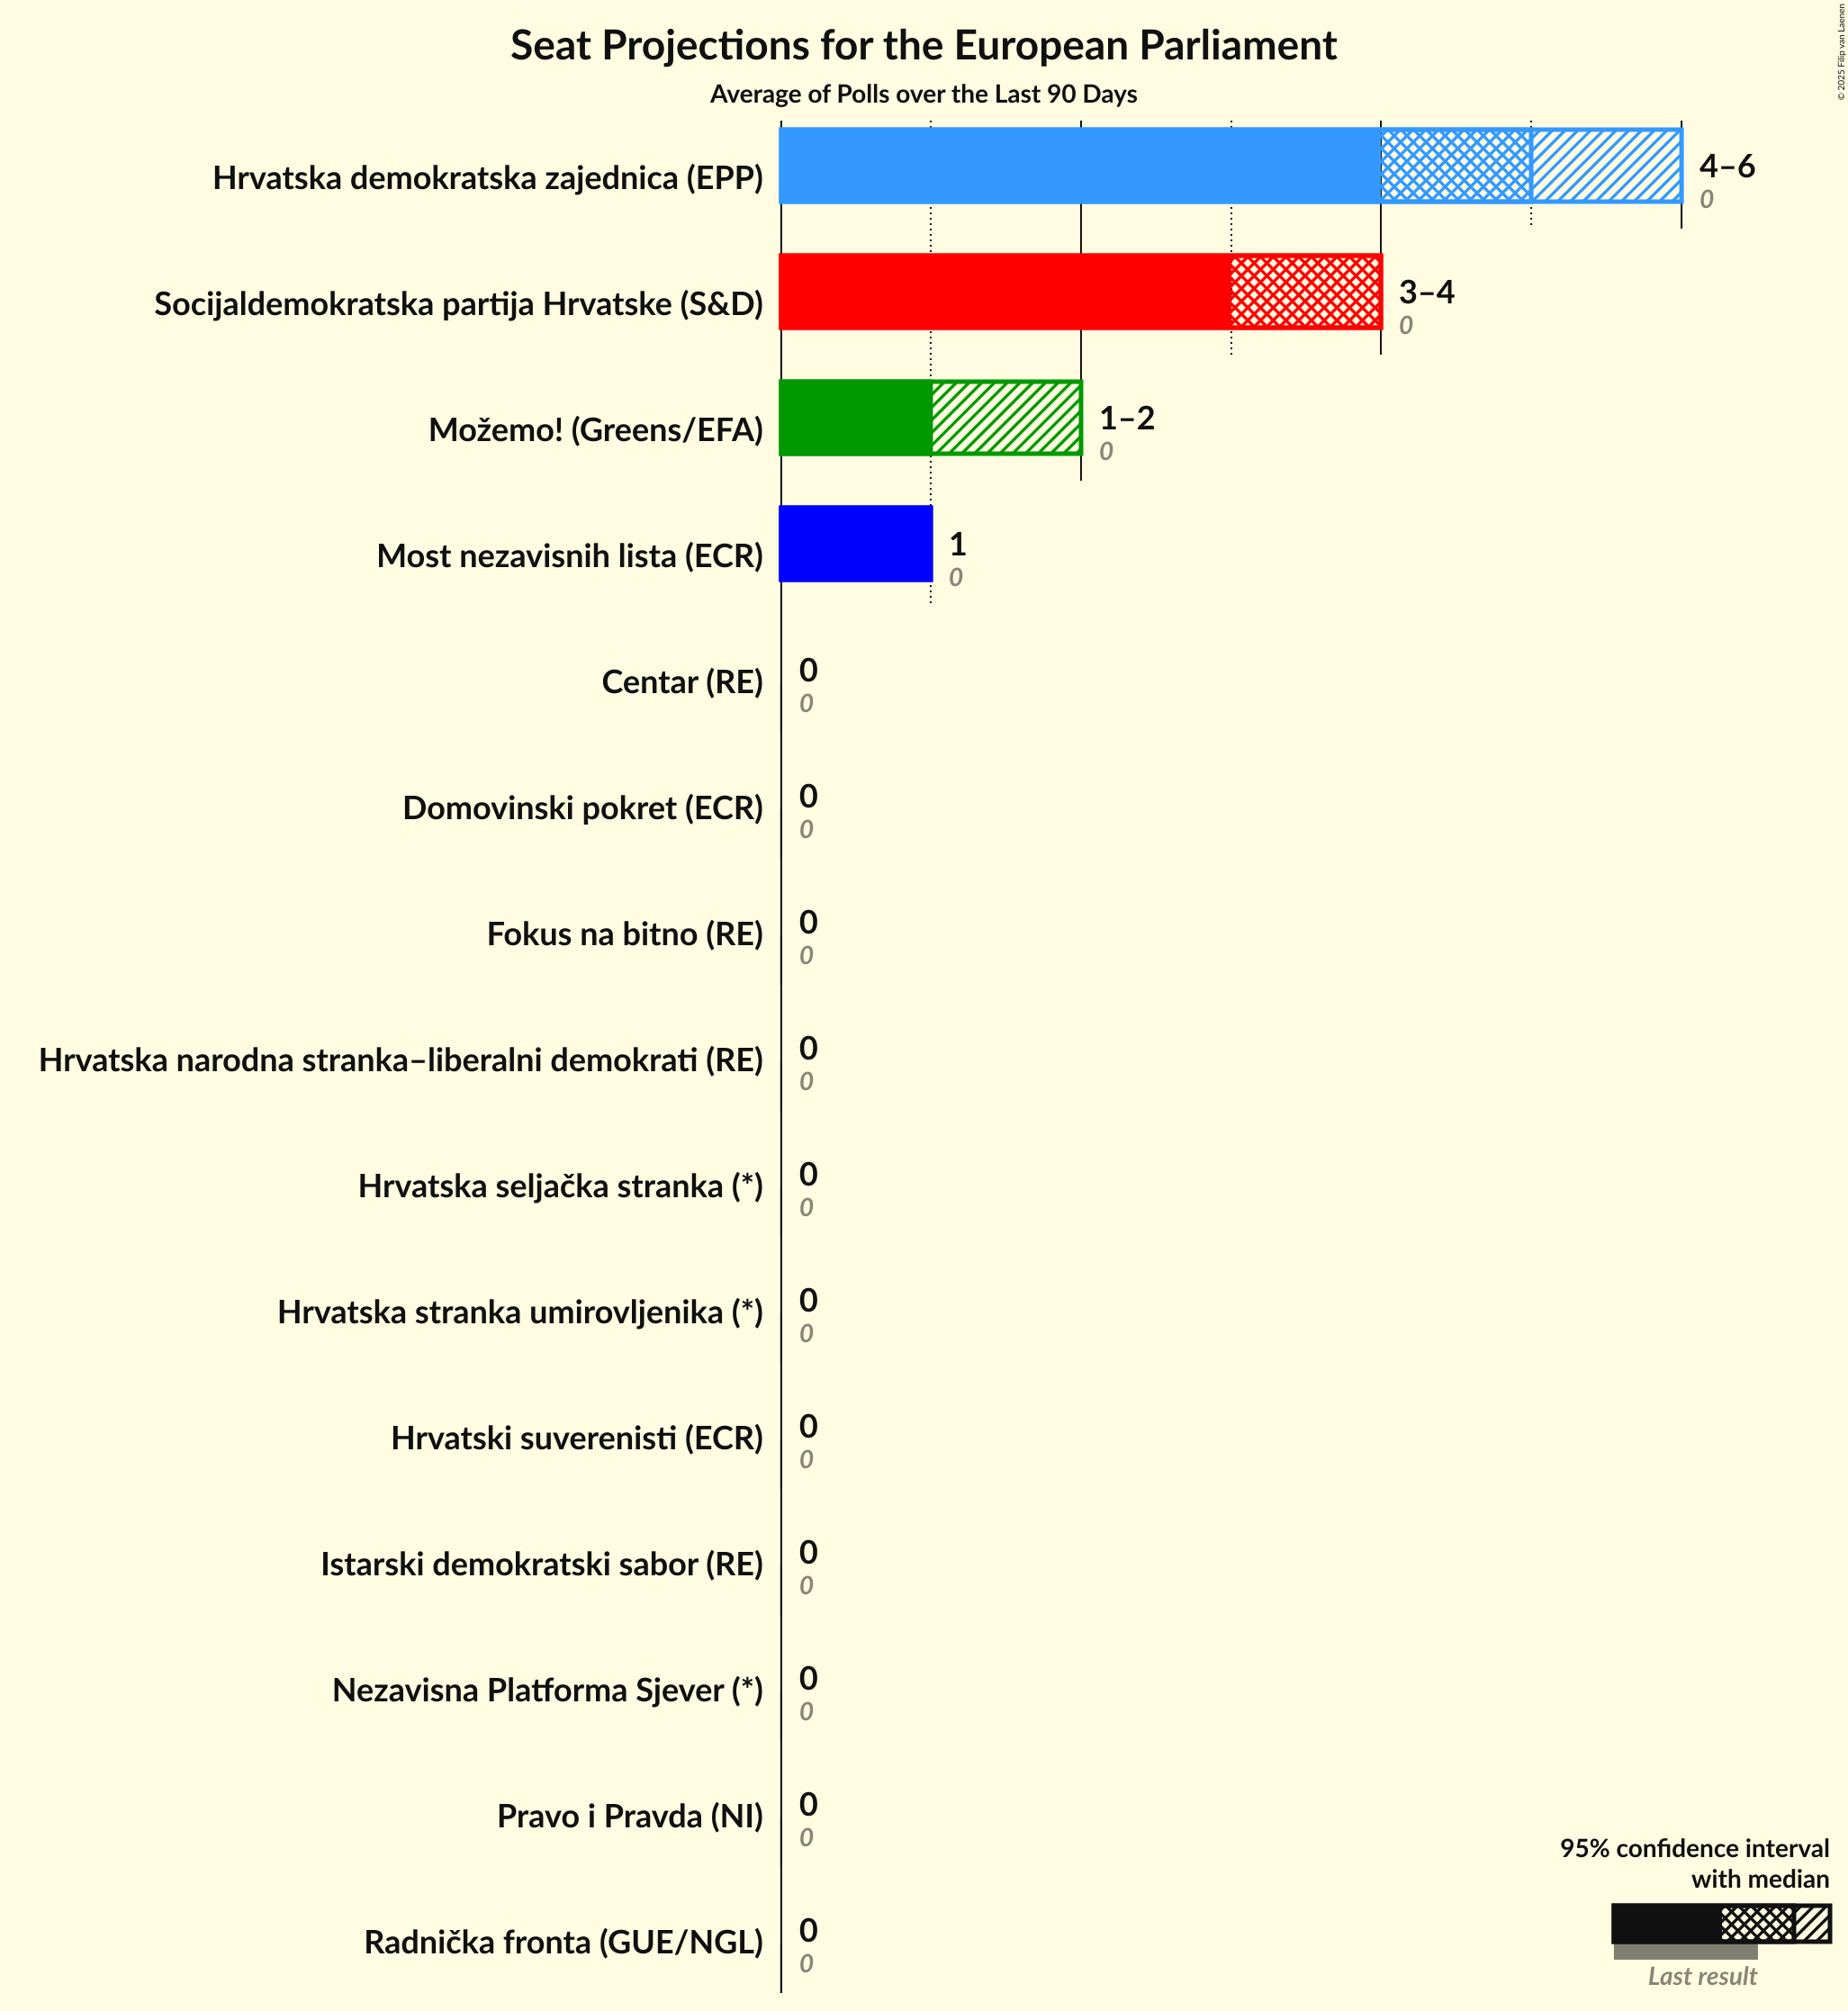 Seat Projections for the European Parliament
Average of Polls over the Last 90 Days
© 2025 Filip van Laenen
Hrvatska demokratska zajednica (EPP)
4–6
0
Socijaldemokratska partija Hrvatske (S&D)
3–4
0
Možemo! (Greens/EFA)
1–2
0
Most nezavisnih lista (ECR)
1
0
Centar (RE)
0
0
Domovinski pokret (ECR)
0
0
Fokus na bitno (RE)
0
0
Hrvatska narodna stranka–liberalni demokrati (RE)
0
0
Hrvatska seljačka stranka (*)
0
0
Hrvatska stranka umirovljenika (*)
0
0
Hrvatski suverenisti (ECR)
0
0
Istarski demokratski sabor (RE)
0
0
Nezavisna Platforma Sjever (*)
0
0
Pravo i Pravda (NI)
0
0
Radnička fronta (GUE/NGL)
0
0
95% confidence interval
with median
Last result